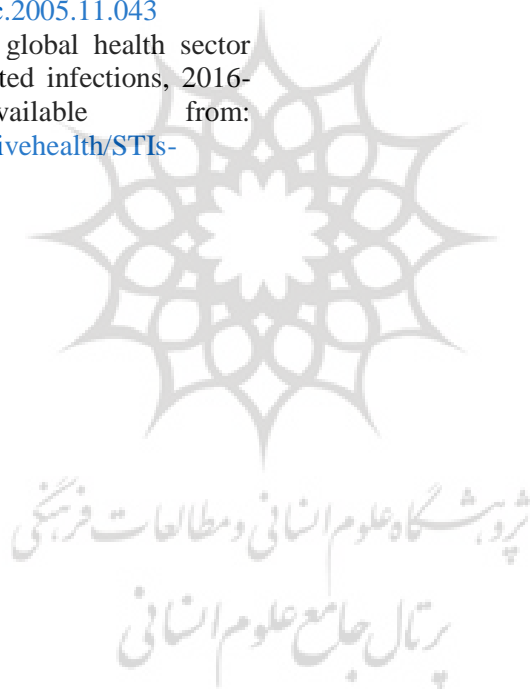 c.2005.11.043
global health sector
ted infections, 2016-
vailable from:
ivehealth/STIs-
پژوهشگاه علوم انسانی و مطالعات فرهنگی
پرتال جامع علوم انسانی